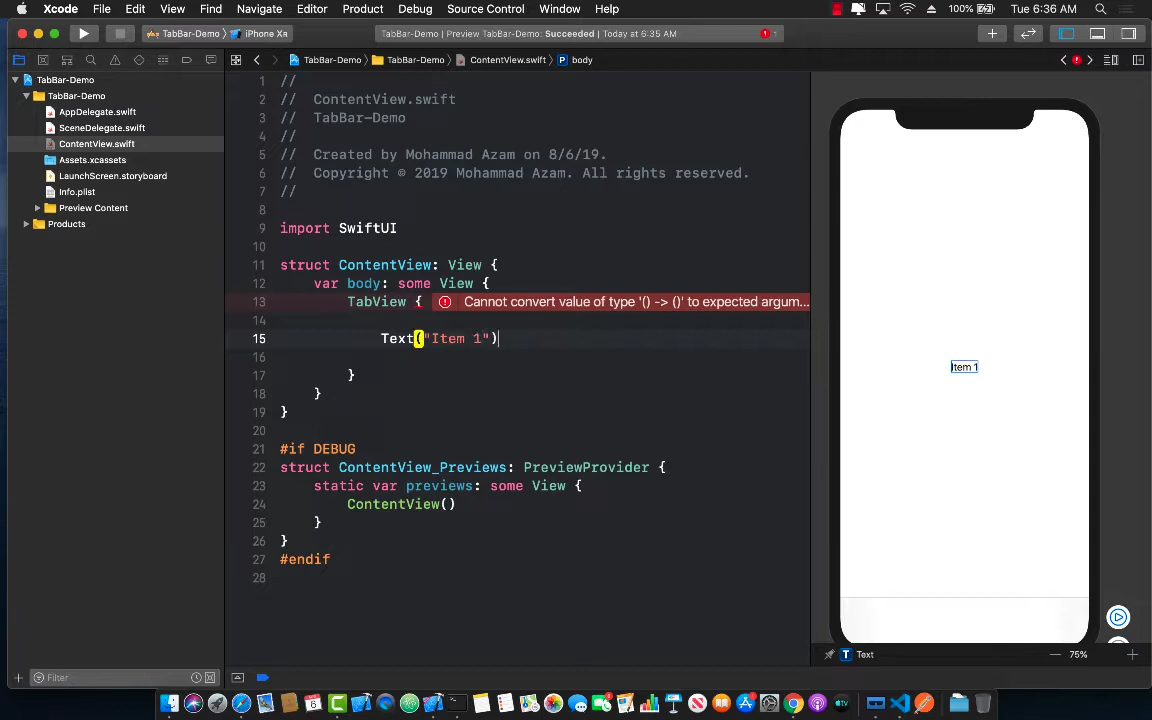 Xcode File Edit View Find Navigate Editor Product Debug Source Control Window Help 100% Tue 6:36 AM
TabBar-Demo iPhone Xʀ TabBar-Demo | Preview TabBar-Demo: Succeeded | Today at 6:35 AM 1
TabBar-Demo TabBar-Demo ContentView.swift P body
TabBar-Demo
TabBar-Demo
AppDelegate.swift
SceneDelegate.swift
ContentView.swift
Assets.xcassets
LaunchScreen.storyboard
Info.plist
Preview Content
Products
1 //
2 // ContentView.swift
3 // TabBar-Demo
4 //
5 // Created by Mohammad Azam on 8/6/19.
6 // Copyright © 2019 Mohammad Azam. All rights reserved.
7 //
8
9 import SwiftUI
10
11 struct ContentView: View {
12 var body: some View {
13 TabView { Cannot convert value of type '() -> ()' to expected argum...
14
15 Text("Item 1")
16
17 }
18 }
19 }
20
21 #if DEBUG
22 struct ContentView_Previews: PreviewProvider {
23 static var previews: some View {
24 ContentView()
25 }
26 }
27 #endif
28
Item 1
T Text 75%
Filter